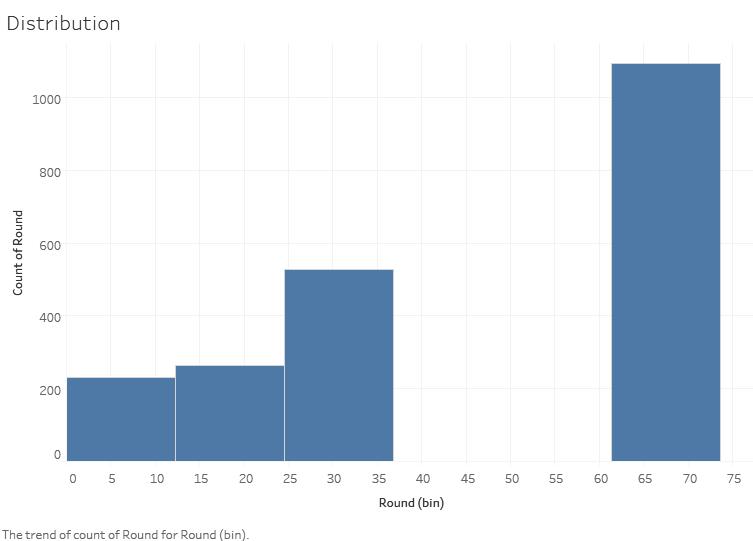 Distribution
1000
800
600
400
200
0
Count of Round
0 5 10 15 20 25 30 35 40 45 50 55 60 65 70 75
Round (bin)
The trend of count of Round for Round (bin).